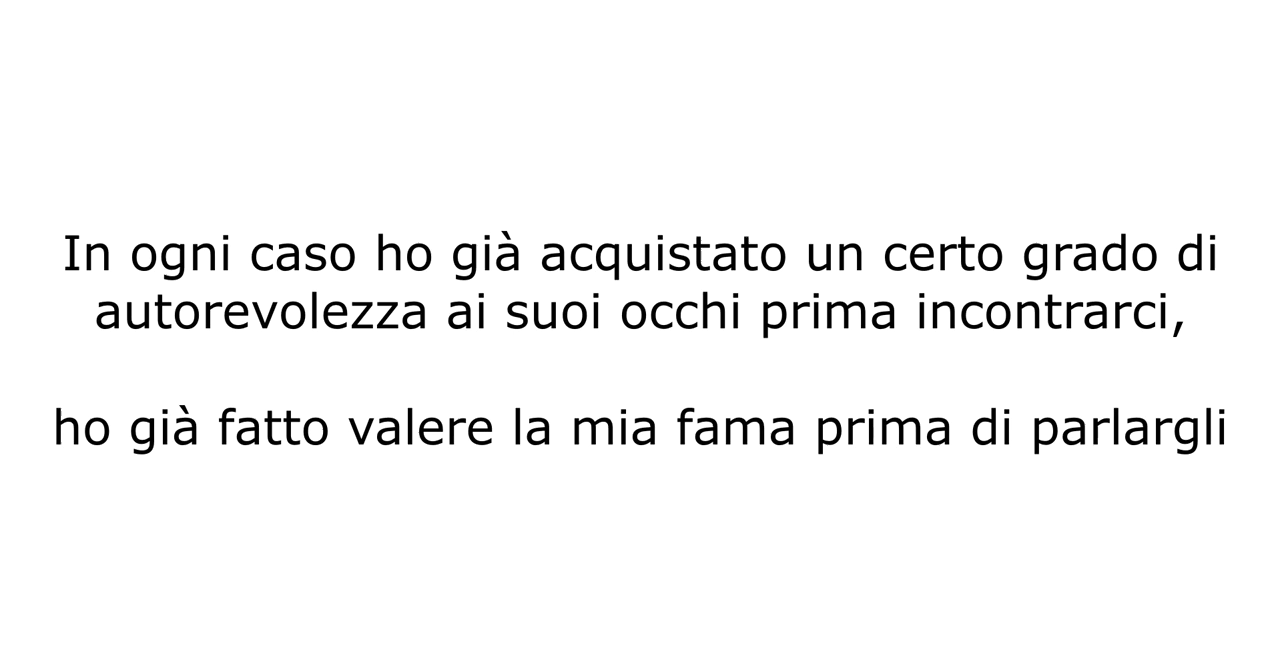 In ogni caso ho già acquistato un certo grado di
autorevolezza ai suoi occhi prima incontrarci,
ho già fatto valere la mia fama prima di parlargli